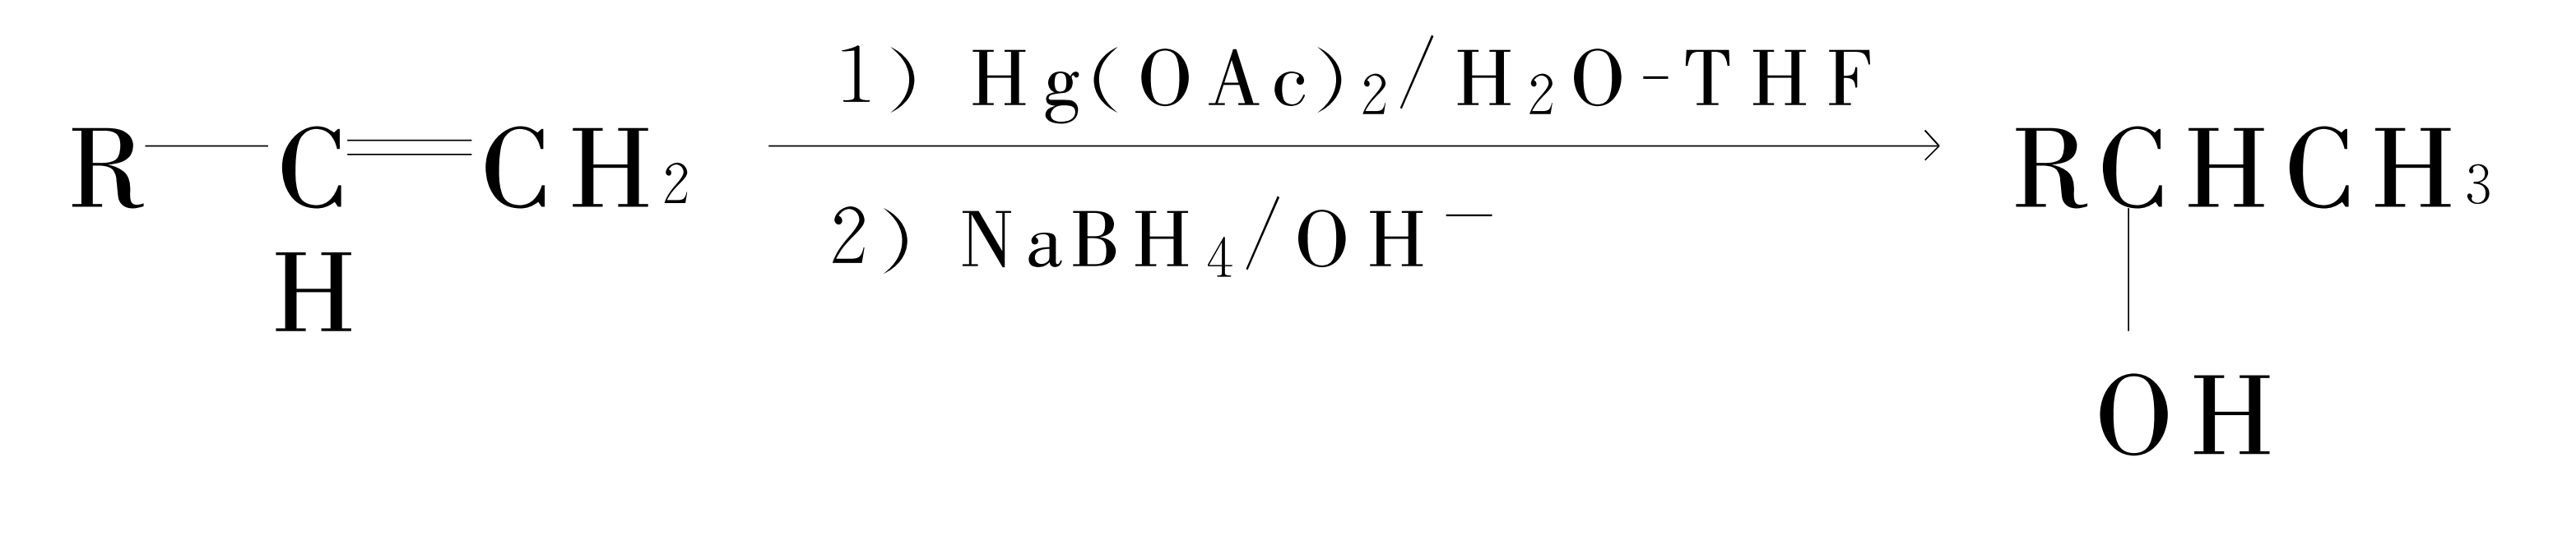 1) Hg(OAc)₂/H₂O-THF
R—C=CH₂ → RCHCH₃
2) NaBH₄/OH⁻
H
OH